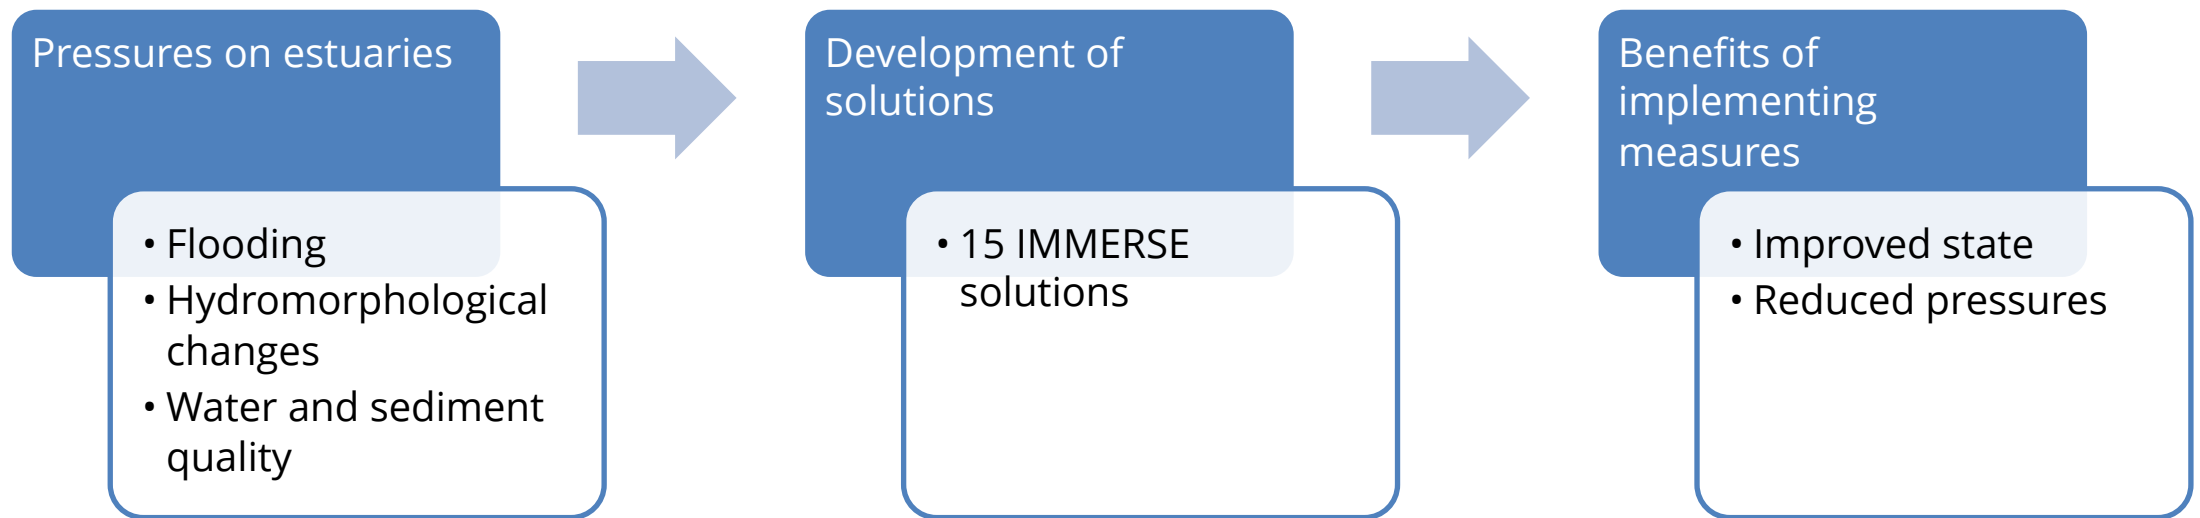 Pressures on estuaries
• Flooding
• Hydromorphological
changes
• Water and sediment
quality
Development of
solutions
• 15 IMMERSE
solutions
Benefits of
implementing
measures
• Improved state
• Reduced pressures